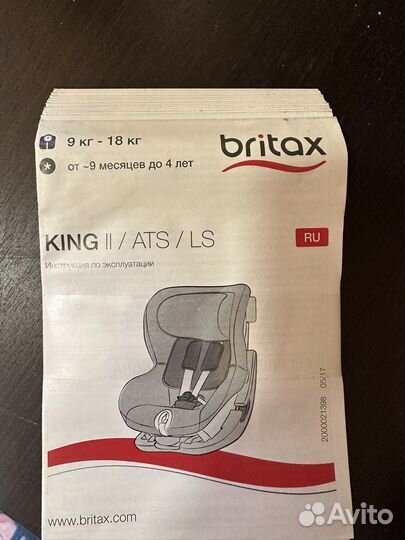 9 кг - 18 кг
britax
от ~9 месяцев до 4 лет
KING II / ATS / LS
RU
Инструкция по эксплуатации
2000021398 05/17
www.britax.com
Avito